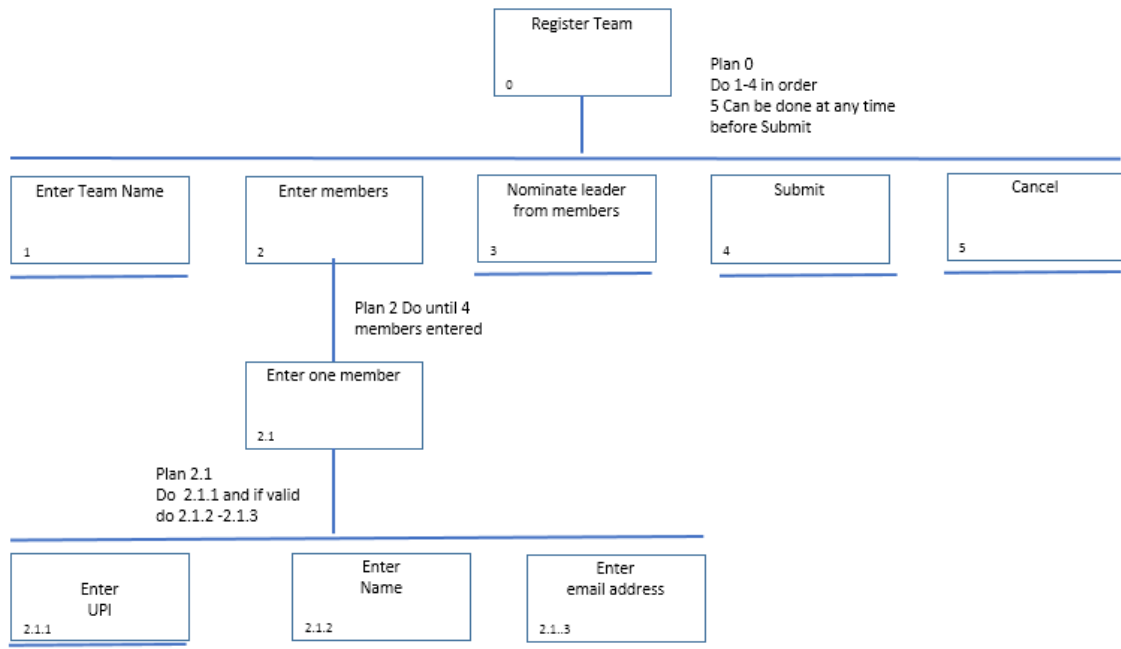 Register Team
0
Plan 0
Do 1-4 in order
5 Can be done at any time
before Submit
Enter Team Name
1
Enter members
2
Nominate leader
from members
3
Submit
4
Cancel
5
Plan 2 Do until 4
members entered
Enter one member
2.1
Plan 2.1
Do 2.1.1 and if valid
do 2.1.2 -2.1.3
Enter
UPI
2.1.1
Enter
Name
2.1.2
Enter
email address
2.1..3